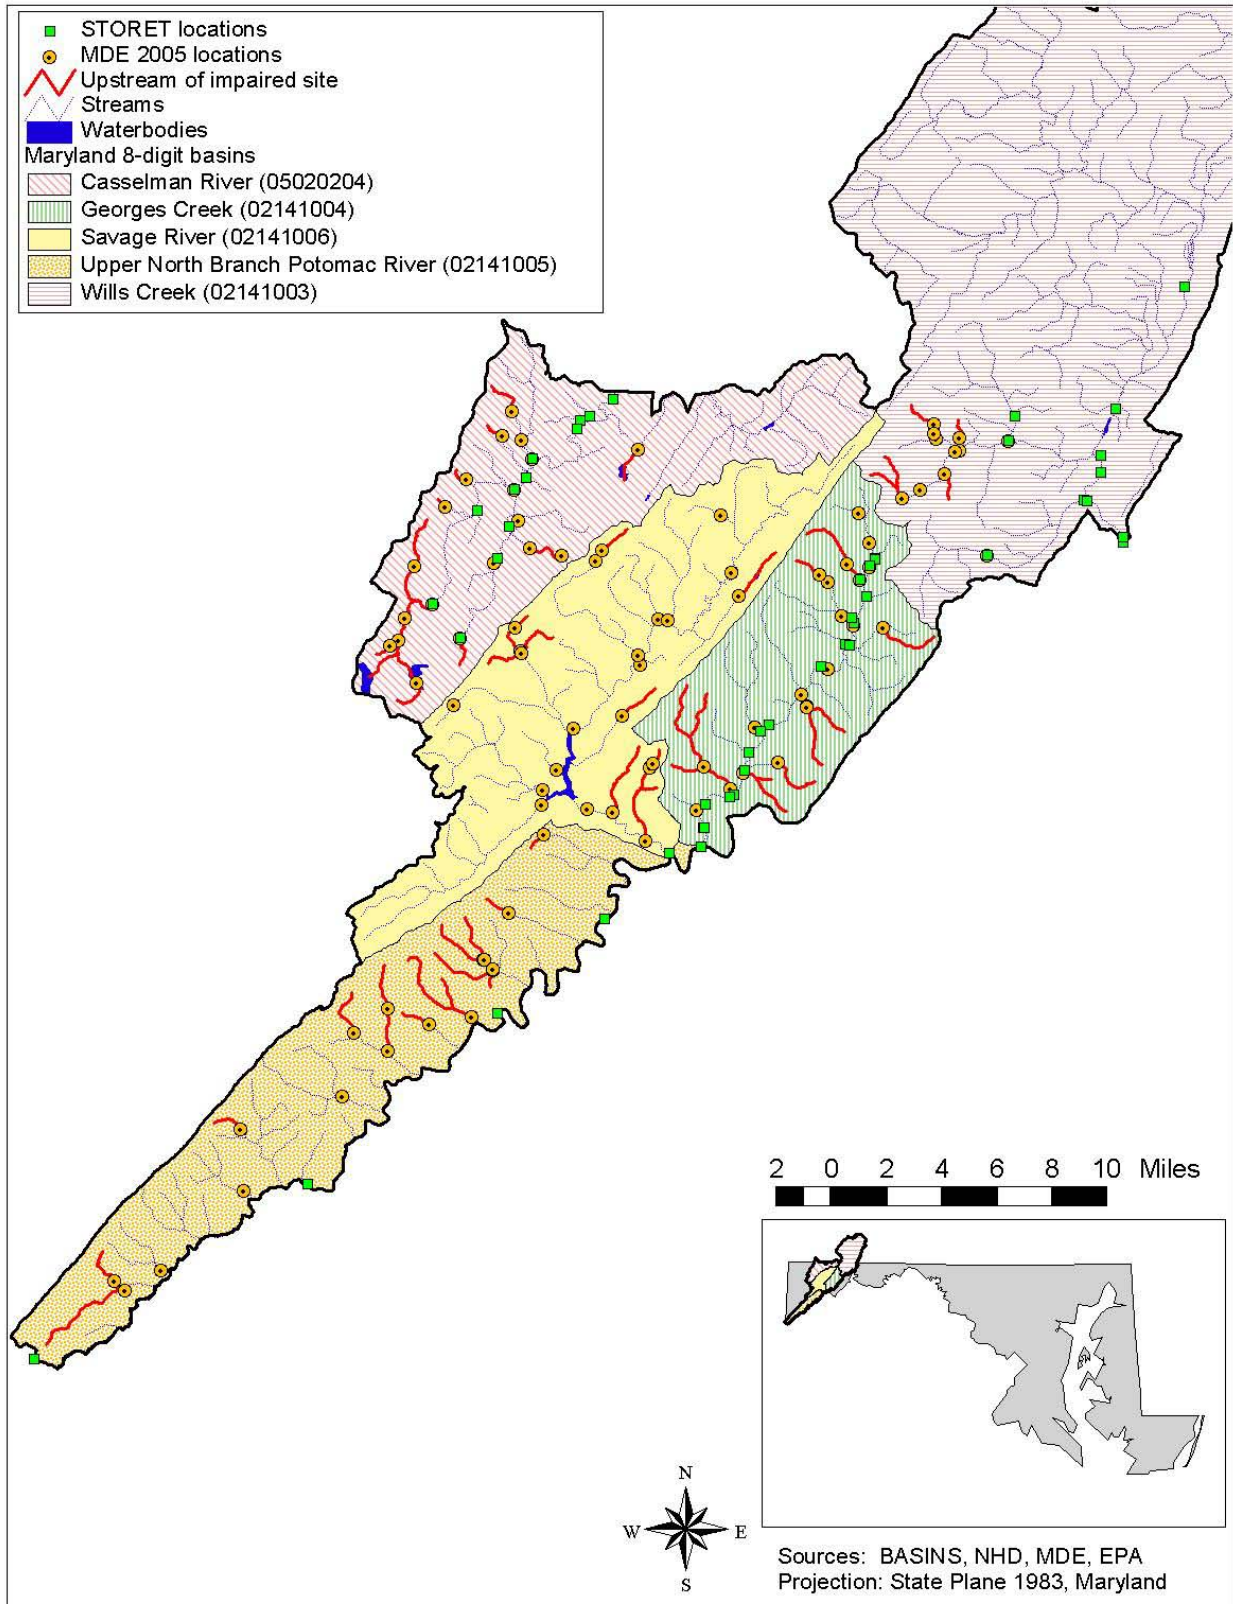 STORET locations
MDE 2005 locations
Upstream of impaired site
Streams
Waterbodies
Maryland 8-digit basins
Casselman River (05020204)
Georges Creek (02141004)
Savage River (02141006)
Upper North Branch Potomac River (02141005)
Wills Creek (02141003)
2 0 2 4 6 8 10 Miles
N
W E
S
Sources: BASINS, NHD, MDE, EPA
Projection: State Plane 1983, Maryland